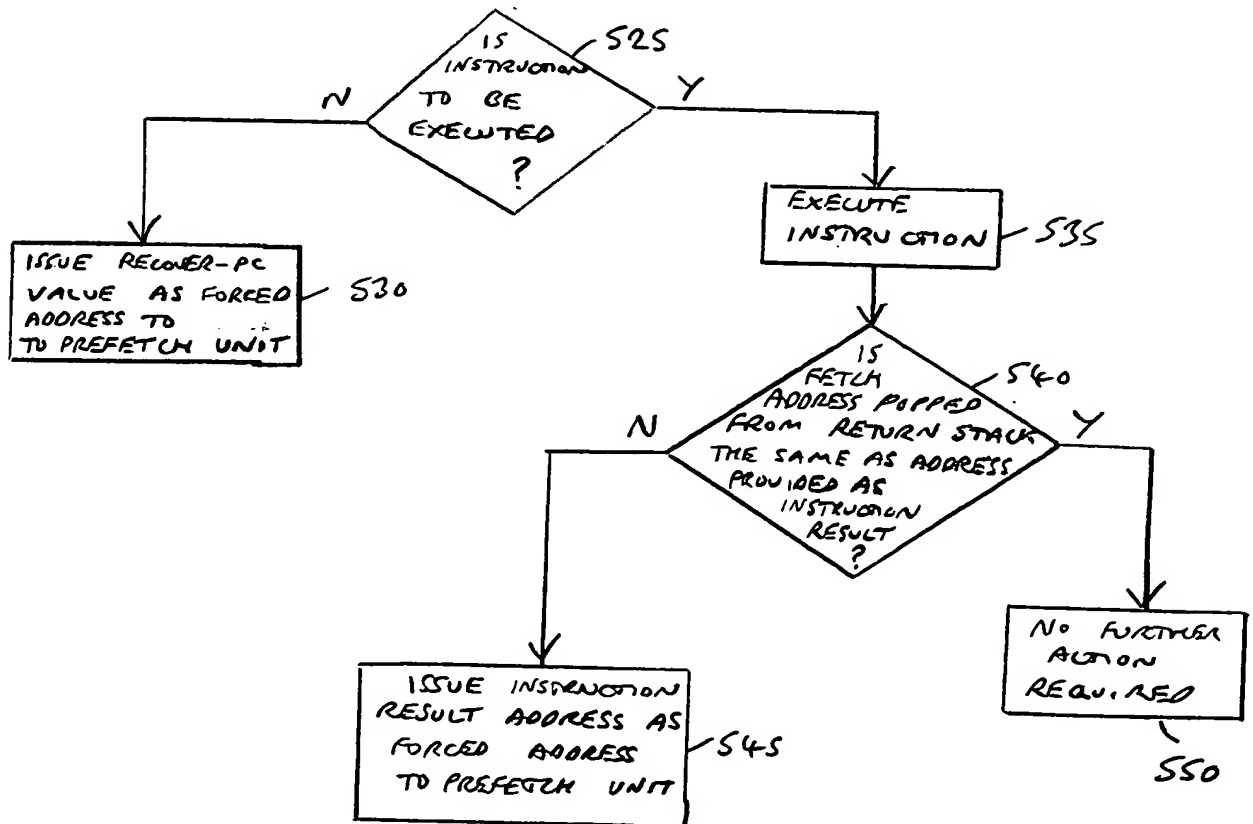 IS
INSTRUCTION
TO BE
EXECUTED
?
525
N
Y
ISSUE RECOVER-PC
VALUE AS FORCED
ADDRESS TO
TO PREFETCH UNIT
530
EXECUTE
INSTRUCTION
535
IS
FETCH
ADDRESS POPPED
FROM RETURN STACK
THE SAME AS ADDRESS
PROVIDED AS
INSTRUCTION
RESULT
?
540
N
Y
ISSUE INSTRUCTION
RESULT ADDRESS AS
FORCED ADDRESS
TO PREFETCH UNIT
545
NO FURTHER
ACTION
REQUIRED
550